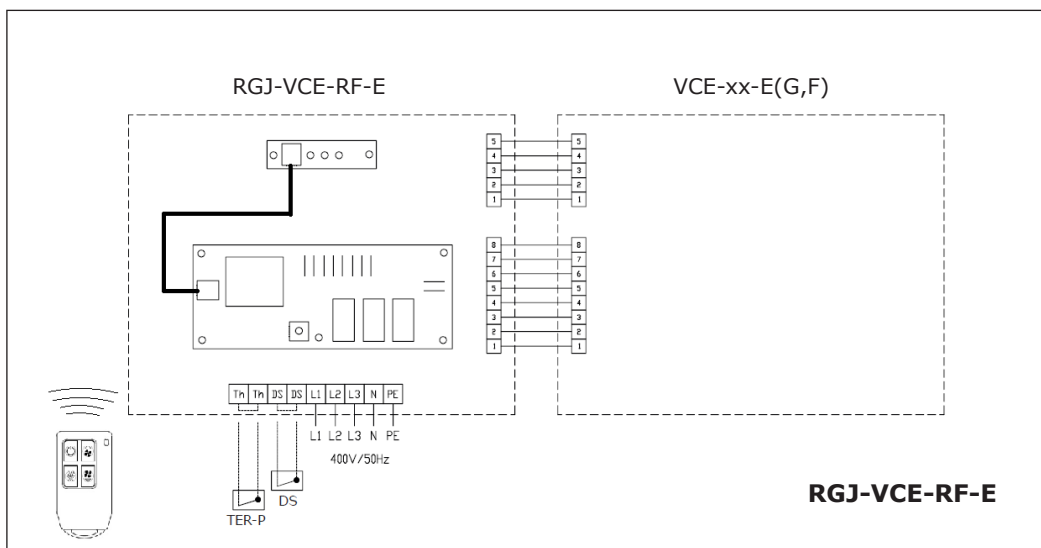 RGJ-VCE-RF-E VCE-xx-E(G,F)
5 5
4 4
3 3
2 2
1 1
8 8
7 7
6 6
5 5
4 4
3 3
2 2
1 1
Th Th DS DS L1 L2 L3 N PE
L1 L2 L3 N PE
400V/50Hz
DS
TER-P
RGJ-VCE-RF-E